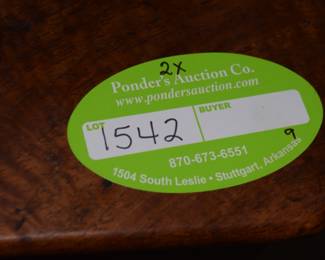 2X
Ponder's Auction Co.
www.pondersauction.com
LOT 1542 BUYER
870-673-6551
9
1504 South Leslie • Stuttgart, Arkansas